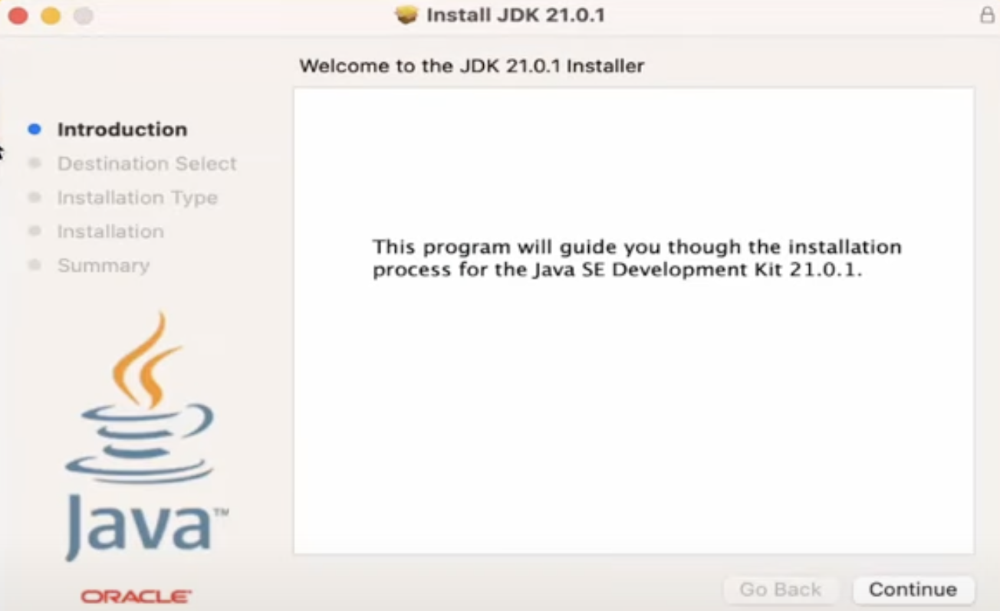 Install JDK 21.0.1
Welcome to the JDK 21.0.1 Installer
Introduction
Destination Select
Installation Type
Installation
Summary
This program will guide you though the installation
process for the Java SE Development Kit 21.0.1.
Java™
ORACLE
Go Back
Continue